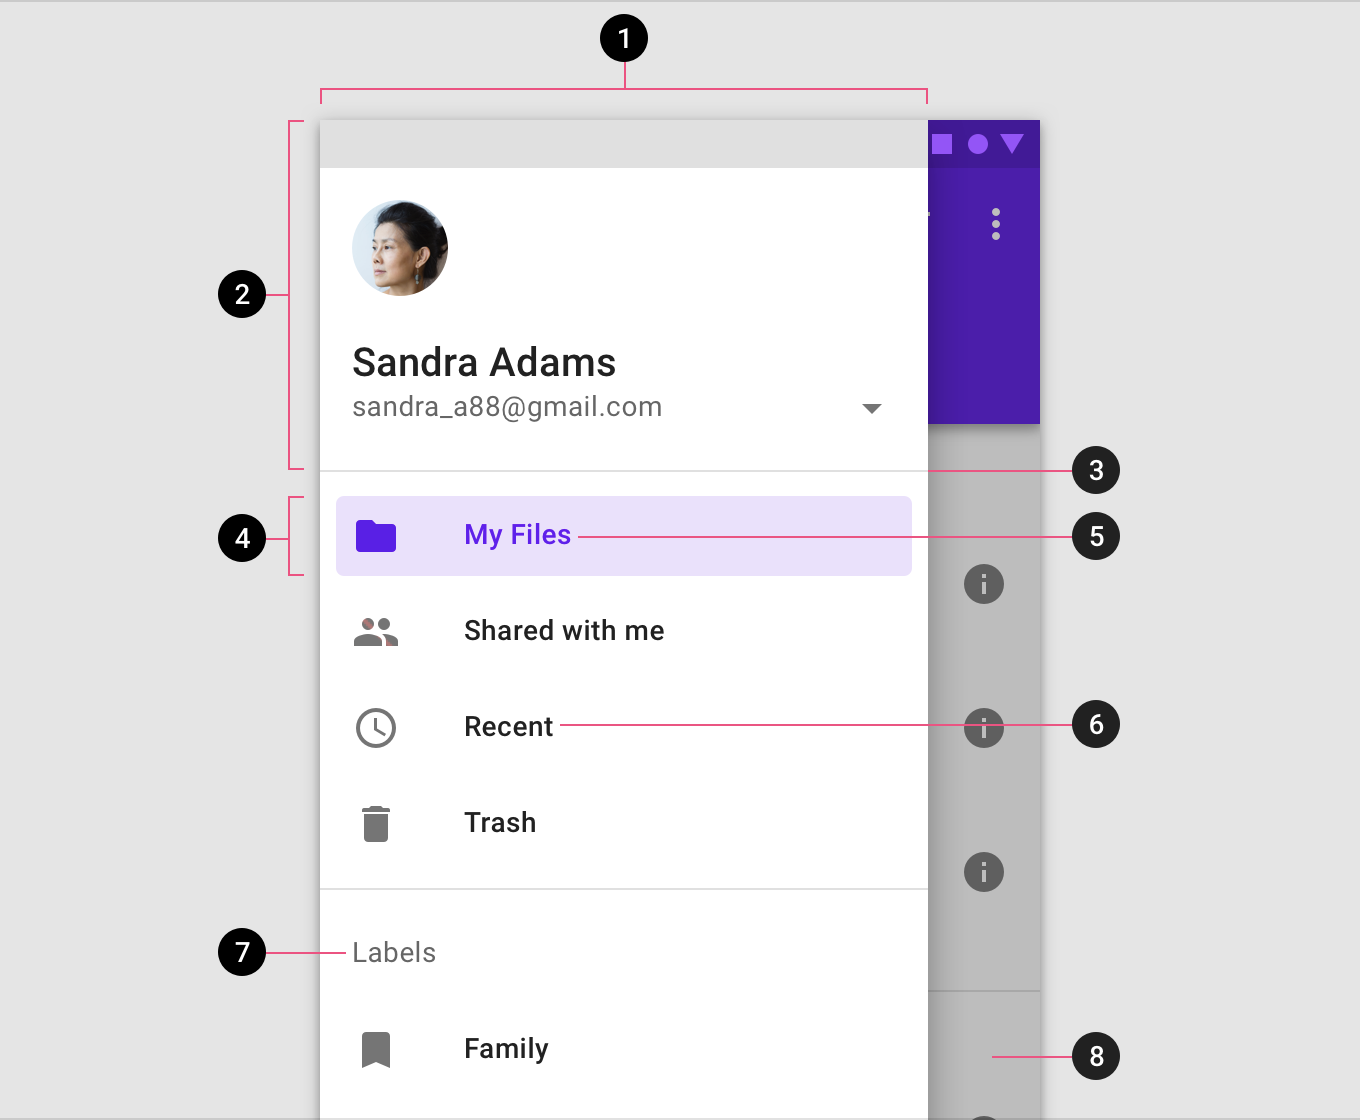 1
2
Sandra Adams
sandra_a88@gmail.com
3
4
My Files
5
Shared with me
Recent
6
Trash
7
Labels
Family
8